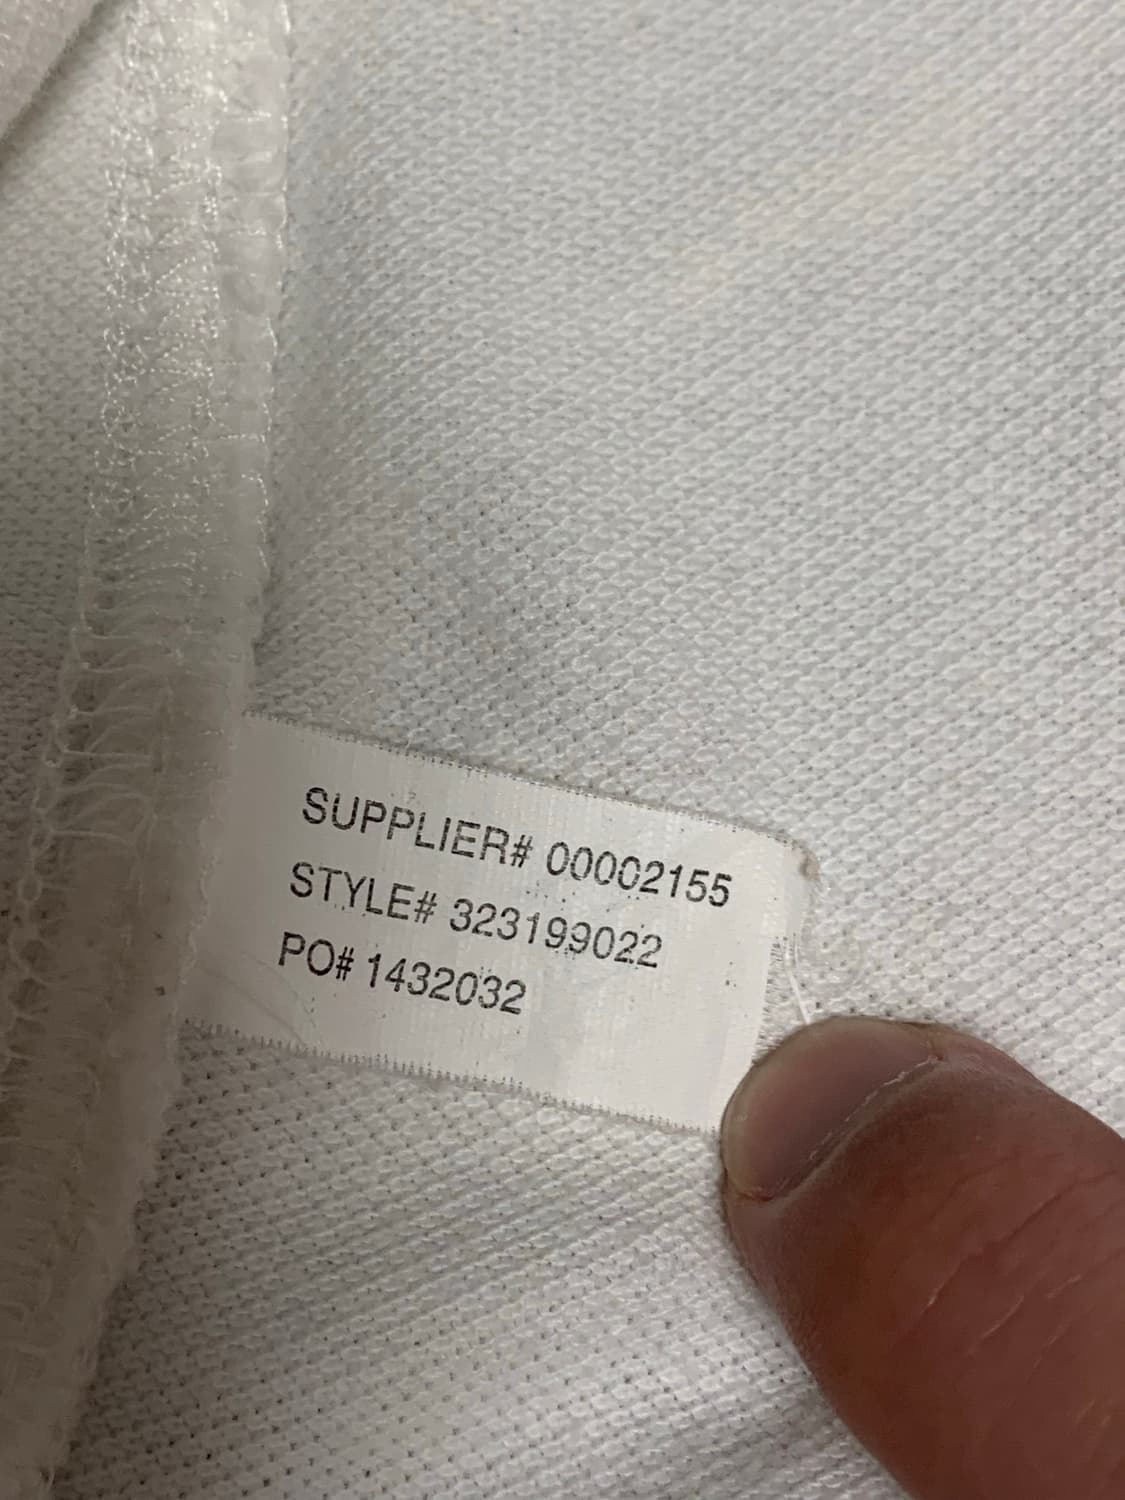 SUPPLIER# 00002155
STYLE# 323199022
PO# 1432032